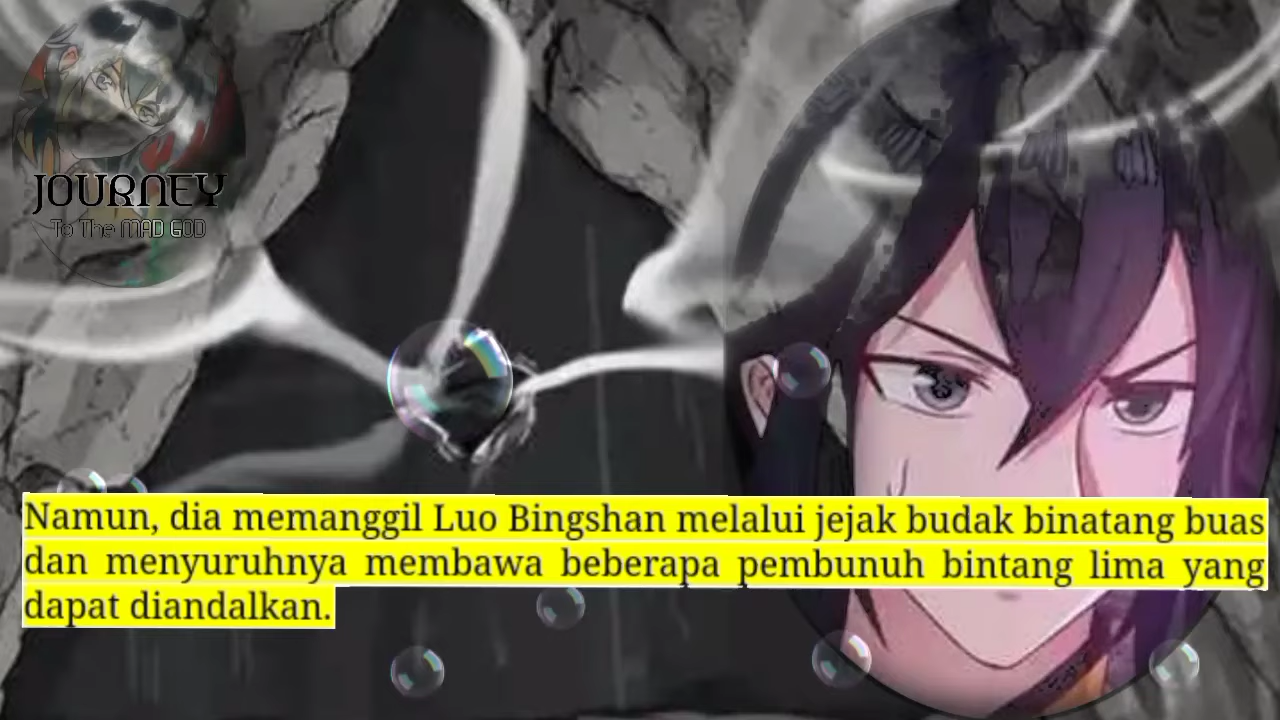 JOURNEY
To The MAD GOD
Namun, dia memanggil Luo Bingshan melalui jejak budak binatang buas
dan menyuruhnya membawa beberapa pembunuh bintang lima yang
dapat diandalkan.